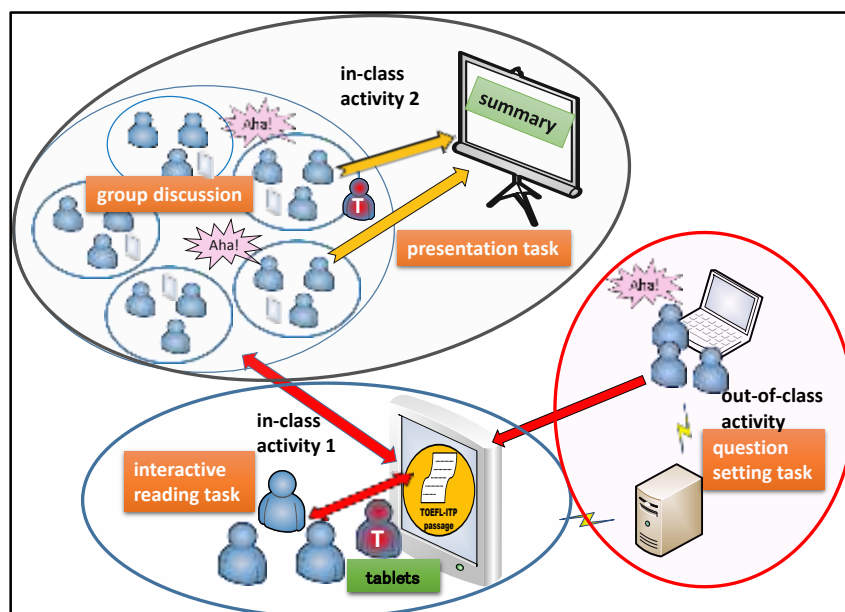 in-class
activity 2
summary
Aha!
group discussion
T
Aha!
presentation task
Aha!
out-of-class
activity
question
setting task
in-class
activity 1
interactive
reading task
TOEFL-ITP
passage
T
tablets